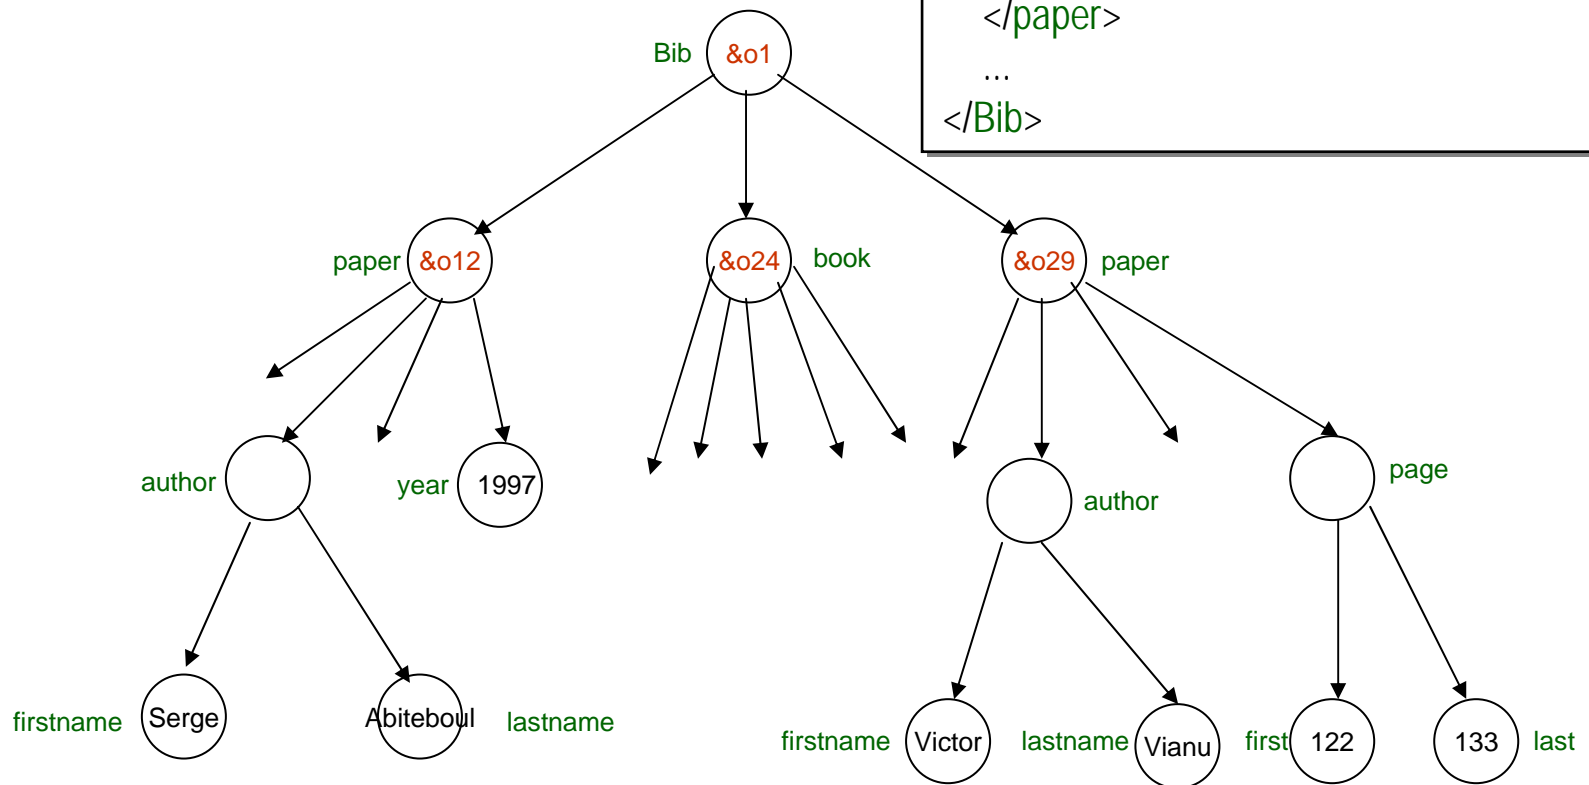 </paper>
...
</Bib>
Bib &o1
paper &o12
&o24 book
&o29 paper
author
year 1997
author
page
firstname Serge
Abiteboul lastname
firstname Victor
lastname Vianu
first 122
133 last